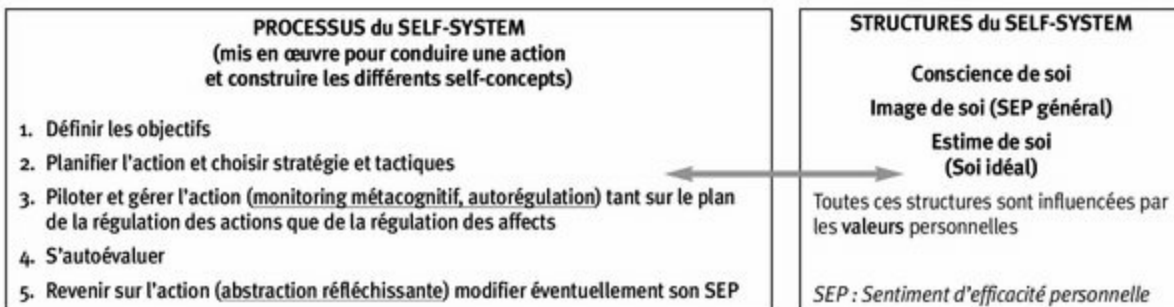 PROCESSUS du SELF-SYSTEM
(mis en œuvre pour conduire une action
et construire les différents self-concepts)
1. Définir les objectifs
2. Planifier l'action et choisir stratégie et tactiques
3. Piloter et gérer l'action (monitoring métacognitif, autorégulation) tant sur le plan
de la régulation des actions que de la régulation des affects
4. S'autoévaluer
5. Revenir sur l'action (abstraction réfléchissante) modifier éventuellement son SEP
STRUCTURES du SELF-SYSTEM
Conscience de soi
Image de soi (SEP général)
Estime de soi
(Soi idéal)
Toutes ces structures sont influencées par
les valeurs personnelles
SEP : Sentiment d'efficacité personnelle